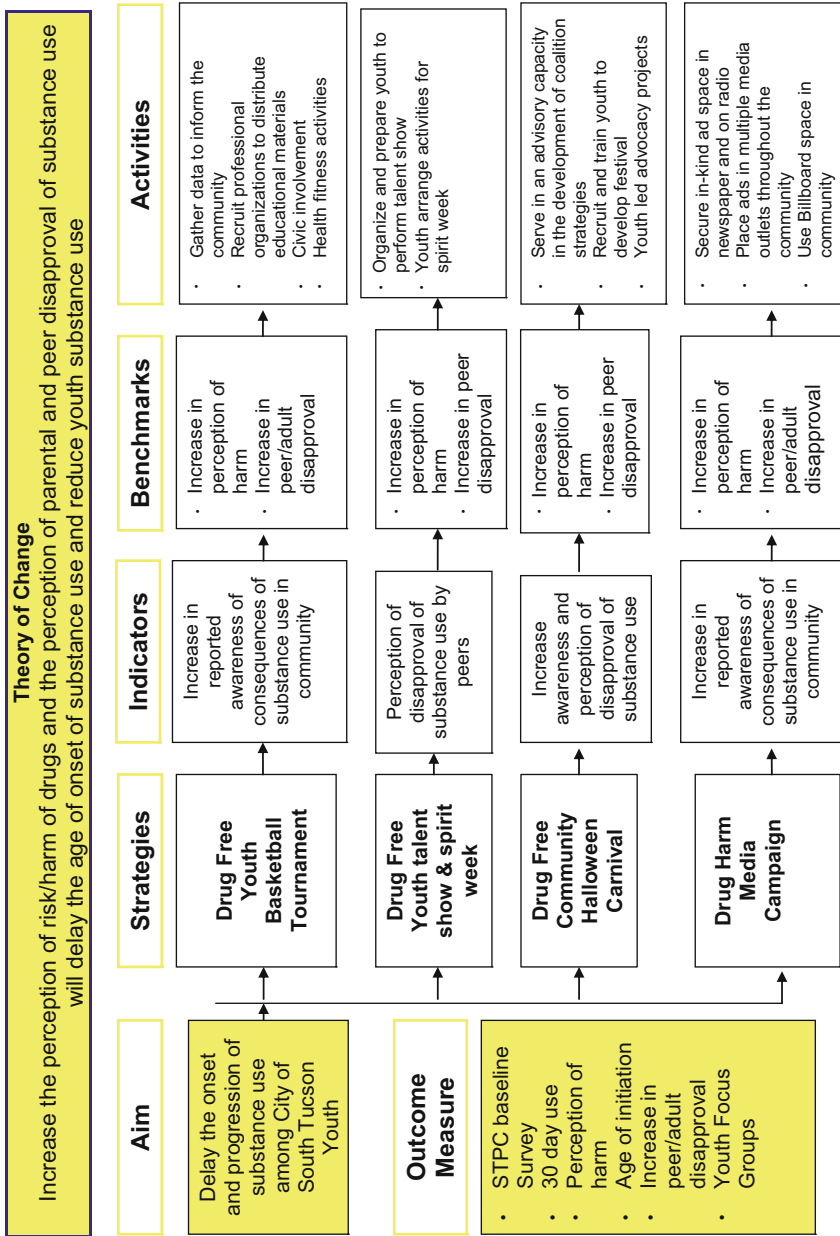 Theory of Change
Increase the perception of risk/harm of drugs and the perception of parental and peer disapproval of substance use
will delay the age of onset of substance use and reduce youth substance use
Aim
Strategies
Indicators
Benchmarks
Activities
Delay the onset
and progression of
substance use
among City of
South Tucson
Youth
Outcome
Measure
• STPC baseline
Survey
• 30 day use
• Perception of
harm
• Age of initiation
• Increase in
peer/adult
disapproval
• Youth Focus
Groups
Drug Free
Youth
Basketball
Tournament
Increase in
reported
awareness of
consequences of
substance use in
community
• Increase in
perception of
harm
• Increase in
peer/adult
disapproval
• Gather data to inform the
community
• Recruit professional
organizations to distribute
educational materials
• Civic involvement
• Health fitness activities
Drug Free
Youth talent
show & spirit
week
Perception of
disapproval of
substance use by
peers
• Increase in
perception of
harm
• Increase in peer
disapproval
• Organize and prepare youth to
perform talent show
• Youth arrange activities for
spirit week
Drug Free
Community
Halloween
Carnival
Increase
awareness and
perception of
disapproval of
substance use
• Increase in
perception of
harm
• Increase in peer
disapproval
• Serve in an advisory capacity
in the development of coalition
strategies
• Recruit and train youth to
develop festival
• Youth led advocacy projects
Drug Harm
Media
Campaign
Increase in
reported
awareness of
consequences of
substance use in
community
• Increase in
perception of
harm
• Increase in
peer/adult
disapproval
• Secure in-kind ad space in
newspaper and on radio
• Place ads in multiple media
outlets throughout the
community
• Use Billboard space in
community